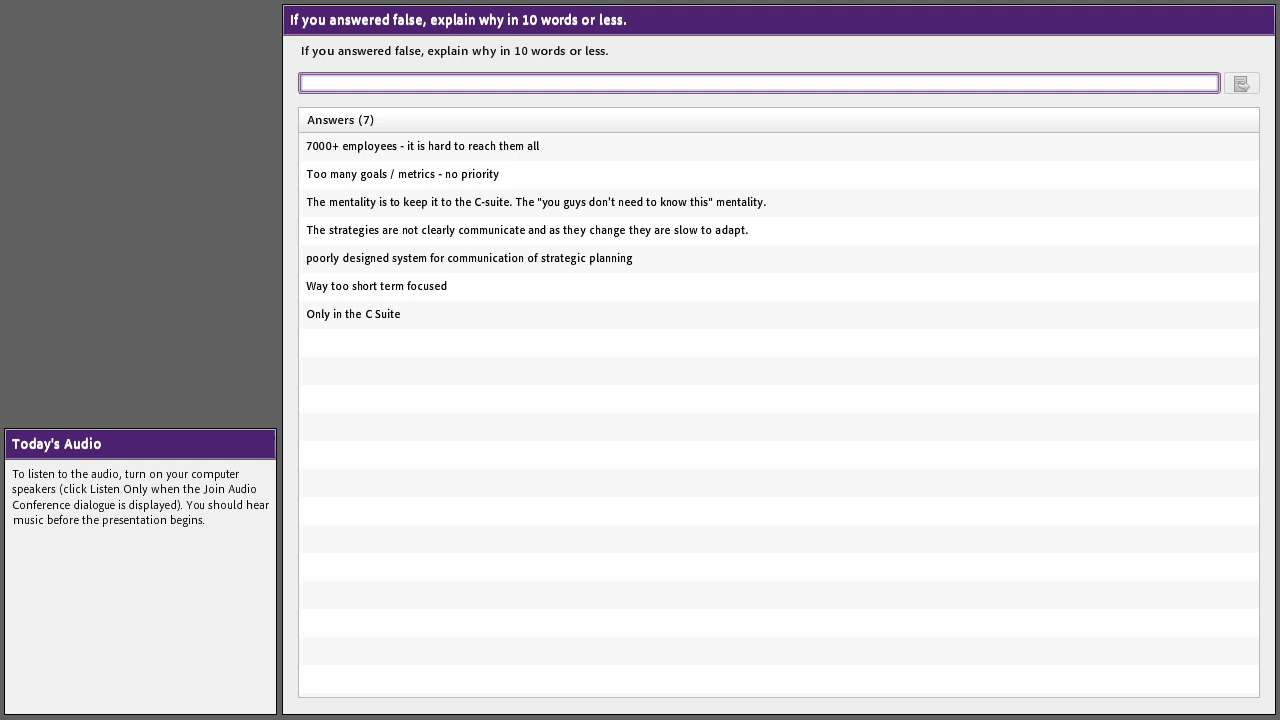 If you answered false, explain why in 10 words or less.
If you answered false, explain why in 10 words or less.
Answers (7)
7000+ employees - it is hard to reach them all
Too many goals / metrics - no priority
The mentality is to keep it to the C-suite. The "you guys don't need to know this" mentality.
The strategies are not clearly communicate and as they change they are slow to adapt.
poorly designed system for communication of strategic planning
Way too short term focused
Only in the C Suite
Today's Audio
To listen to the audio, turn on your computer
speakers (click Listen Only when the Join Audio
Conference dialogue is displayed). You should hear
music before the presentation begins.